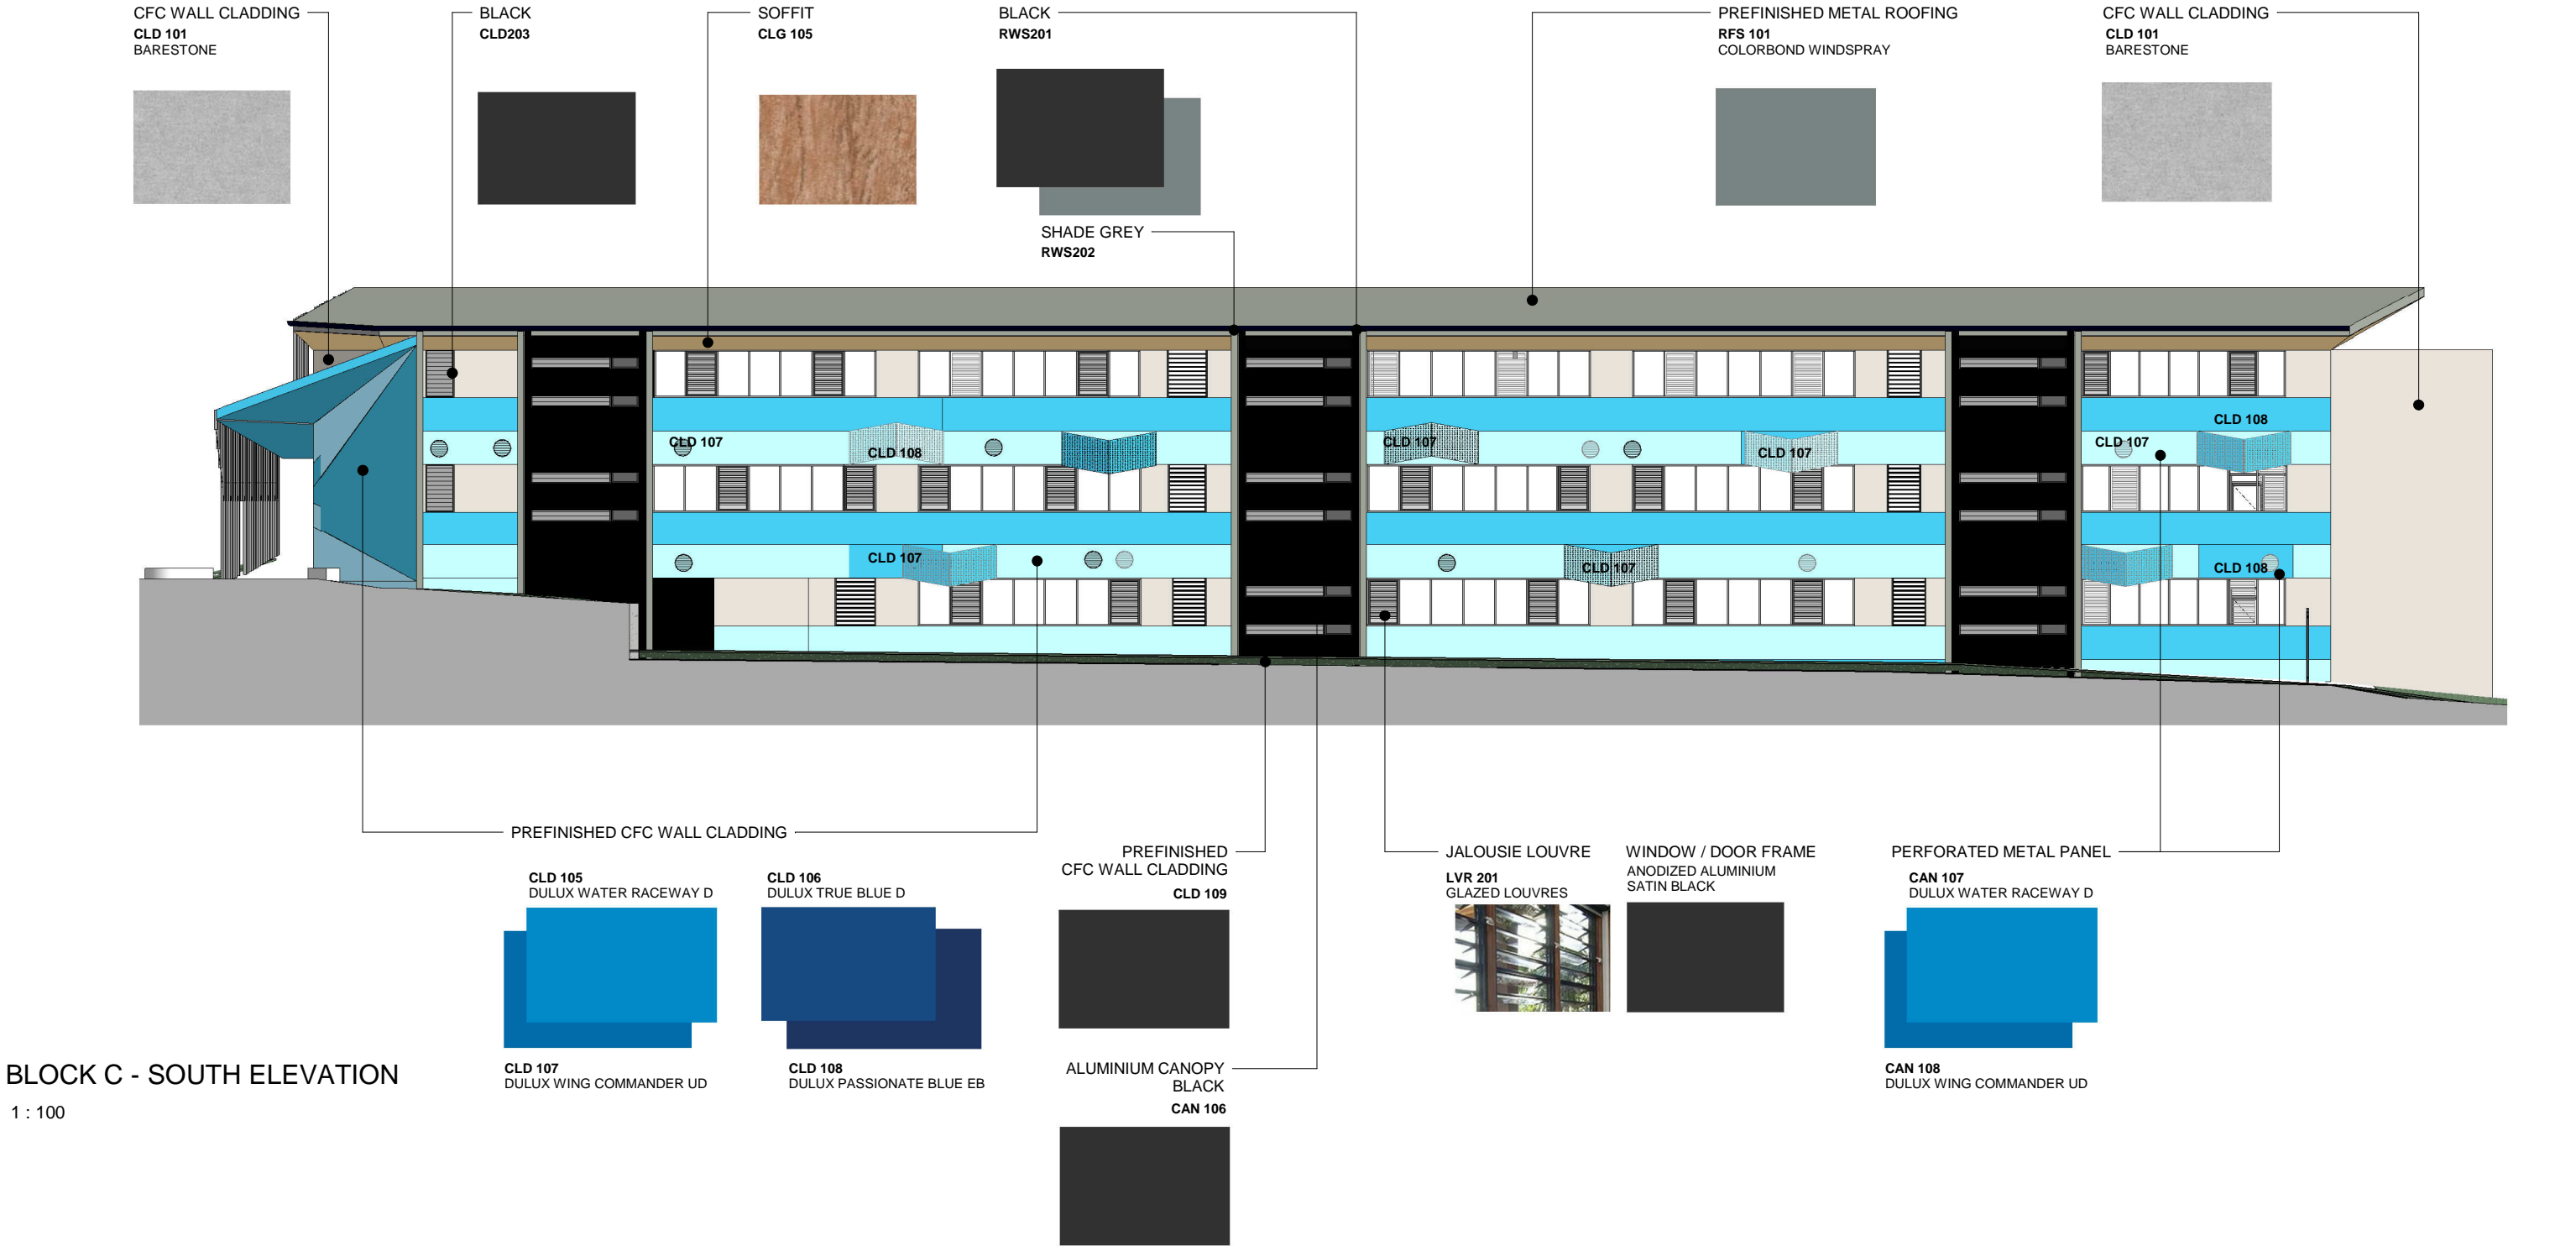 CFC WALL CLADDING
CLD 101
BARESTONE
BLACK
CLD203
SOFFIT
CLG 105
BLACK
RWS201
SHADE GREY
RWS202
PREFINISHED METAL ROOFING
RFS 101
COLORBOND WINDSPRAY
CFC WALL CLADDING
CLD 101
BARESTONE
CLD 107
CLD 108
CLD 107
CLD 107
CLD 107
CLD 108
CLD 107
CLD 107
CLD 108
PREFINISHED CFC WALL CLADDING
CLD 105
DULUX WATER RACEWAY D
CLD 106
DULUX TRUE BLUE D
CLD 107
DULUX WING COMMANDER UD
CLD 108
DULUX PASSIONATE BLUE EB
PREFINISHED
CFC WALL CLADDING
CLD 109
ALUMINIUM CANOPY
BLACK
CAN 106
JALOUSIE LOUVRE
LVR 201
GLAZED LOUVRES
WINDOW / DOOR FRAME
ANODIZED ALUMINIUM
SATIN BLACK
PERFORATED METAL PANEL
CAN 107
DULUX WATER RACEWAY D
CAN 108
DULUX WING COMMANDER UD
BLOCK C - SOUTH ELEVATION
1 : 100